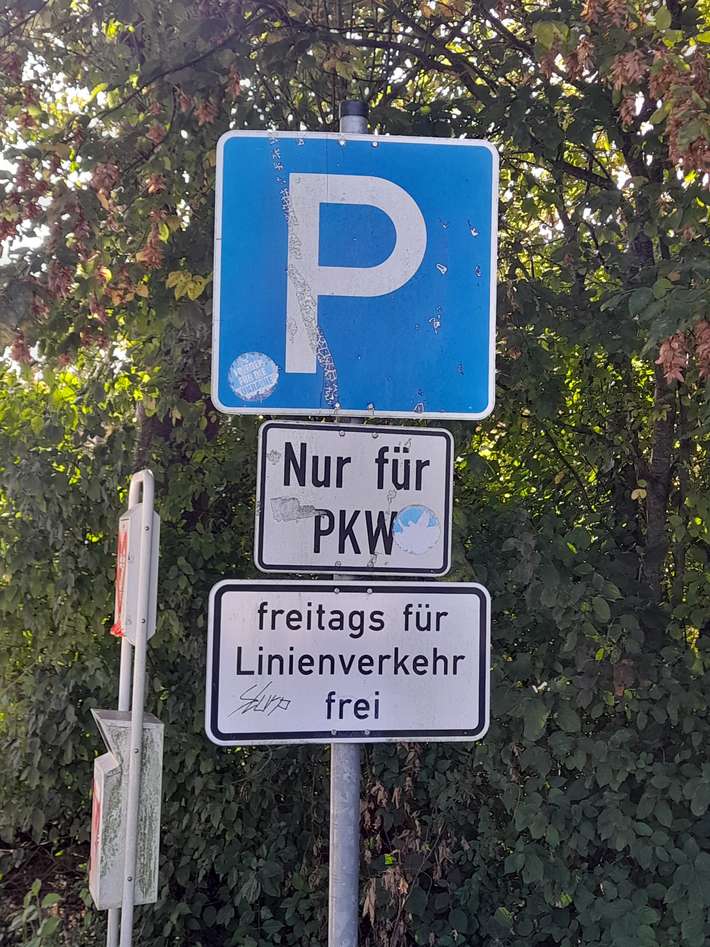 P
Nur für
PKW
freitags für
Linienverkehr
frei